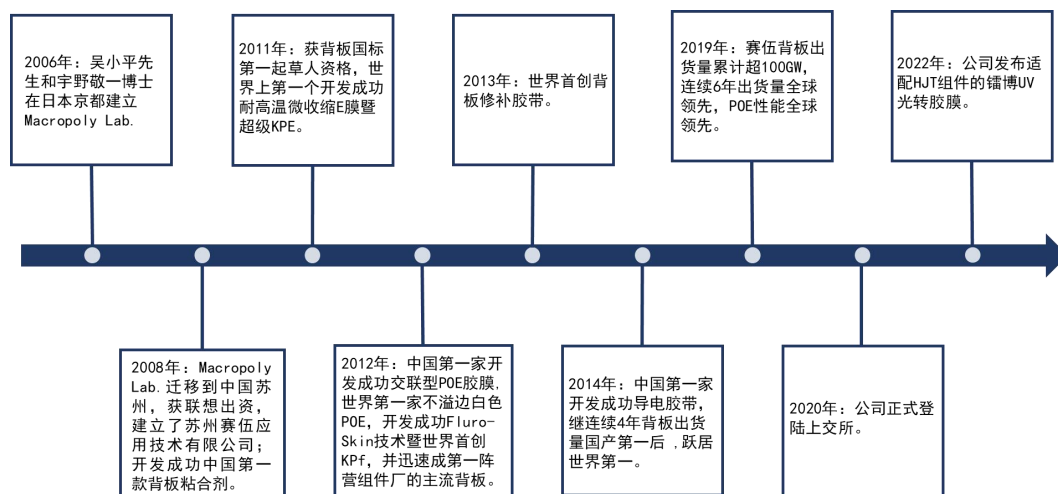 2006年：吴小平先
生和宇野敬一博士
在日本京都建立
Macropoly Lab.
2011年：获背板国标
第一起草人资格，世
界上第一个开发成功
耐高温微收缩E膜暨
超级KPE。
2013年：世界首创背
板修补胶带。
2019年：赛伍背板出
货量累计超100GW，
连续6年出货量全球
领先，POE性能全球
领先。
2022年：公司发布适
配HJT组件的镭博UV
光转胶膜。
2008年：Macropoly
Lab.迁移到中国苏
州，获联想出资，
建立了苏州赛伍应
用技术有限公司；
开发成功中国第一
款背板粘合剂。
2012年：中国第一家开
发成功交联型POE胶膜，
世界第一家不溢边白色
POE，开发成功Fluro-
Skin技术暨世界首创
KPf，并迅速成第一阵
营组件厂的主流背板。
2014年：中国第一家
开发成功导电胶带，
继连续4年背板出货
量国产第一后 ,跃居
世界第一。
2020年：公司正式登
陆上交所。